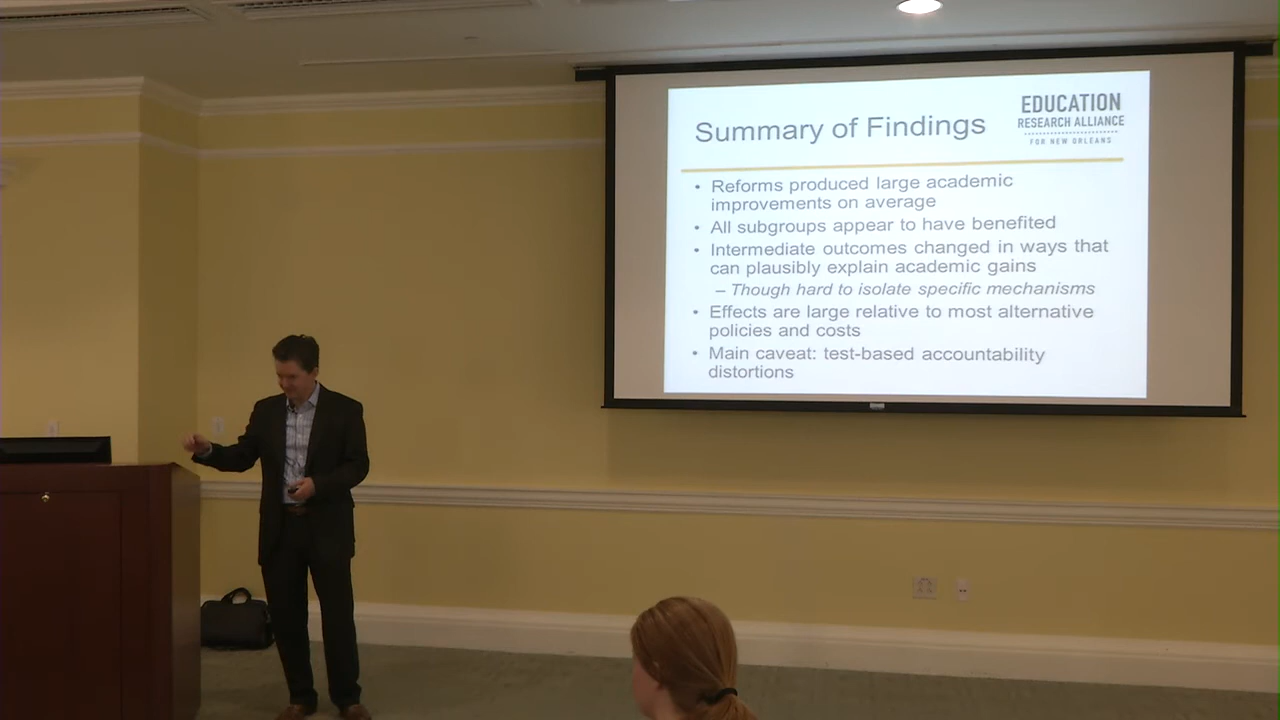 Summary of Findings
EDUCATION
RESEARCH ALLIANCE
FOR NEW ORLEANS
• Reforms produced large academic
improvements on average
• All subgroups appear to have benefited
• Intermediate outcomes changed in ways that
can plausibly explain academic gains
– Though hard to isolate specific mechanisms
• Effects are large relative to most alternative
policies and costs
• Main caveat: test-based accountability
distortions